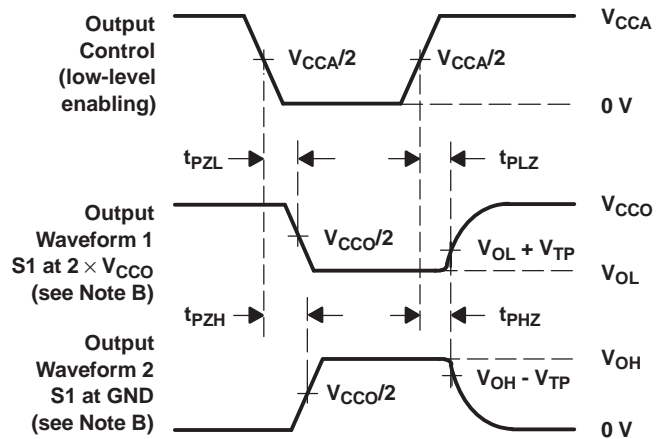 Output
Control
(low-level
enabling)
V_CCA/2
V_CCA/2
V_CCA
0 V
t_PZL
t_PLZ
Output
Waveform 1
S1 at 2 × V_CCO
(see Note B)
V_CCO/2
V_CCO
V_OL + V_TP
V_OL
t_PZH
t_PHZ
Output
Waveform 2
S1 at GND
(see Note B)
V_CCO/2
V_OH
V_OH - V_TP
0 V